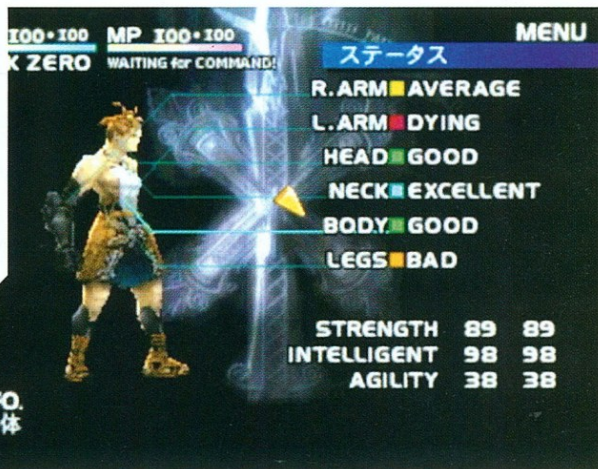 MENU
100・100 MP 100・100
K ZERO WAITING for COMMAND!
ステータス
R.ARM AVERAGE
L.ARM DYING
HEAD GOOD
NECK EXCELLENT
BODY GOOD
LEGS BAD
STRENGTH 89 89
INTELLIGENT 98 98
AGILITY 38 38
O.
体